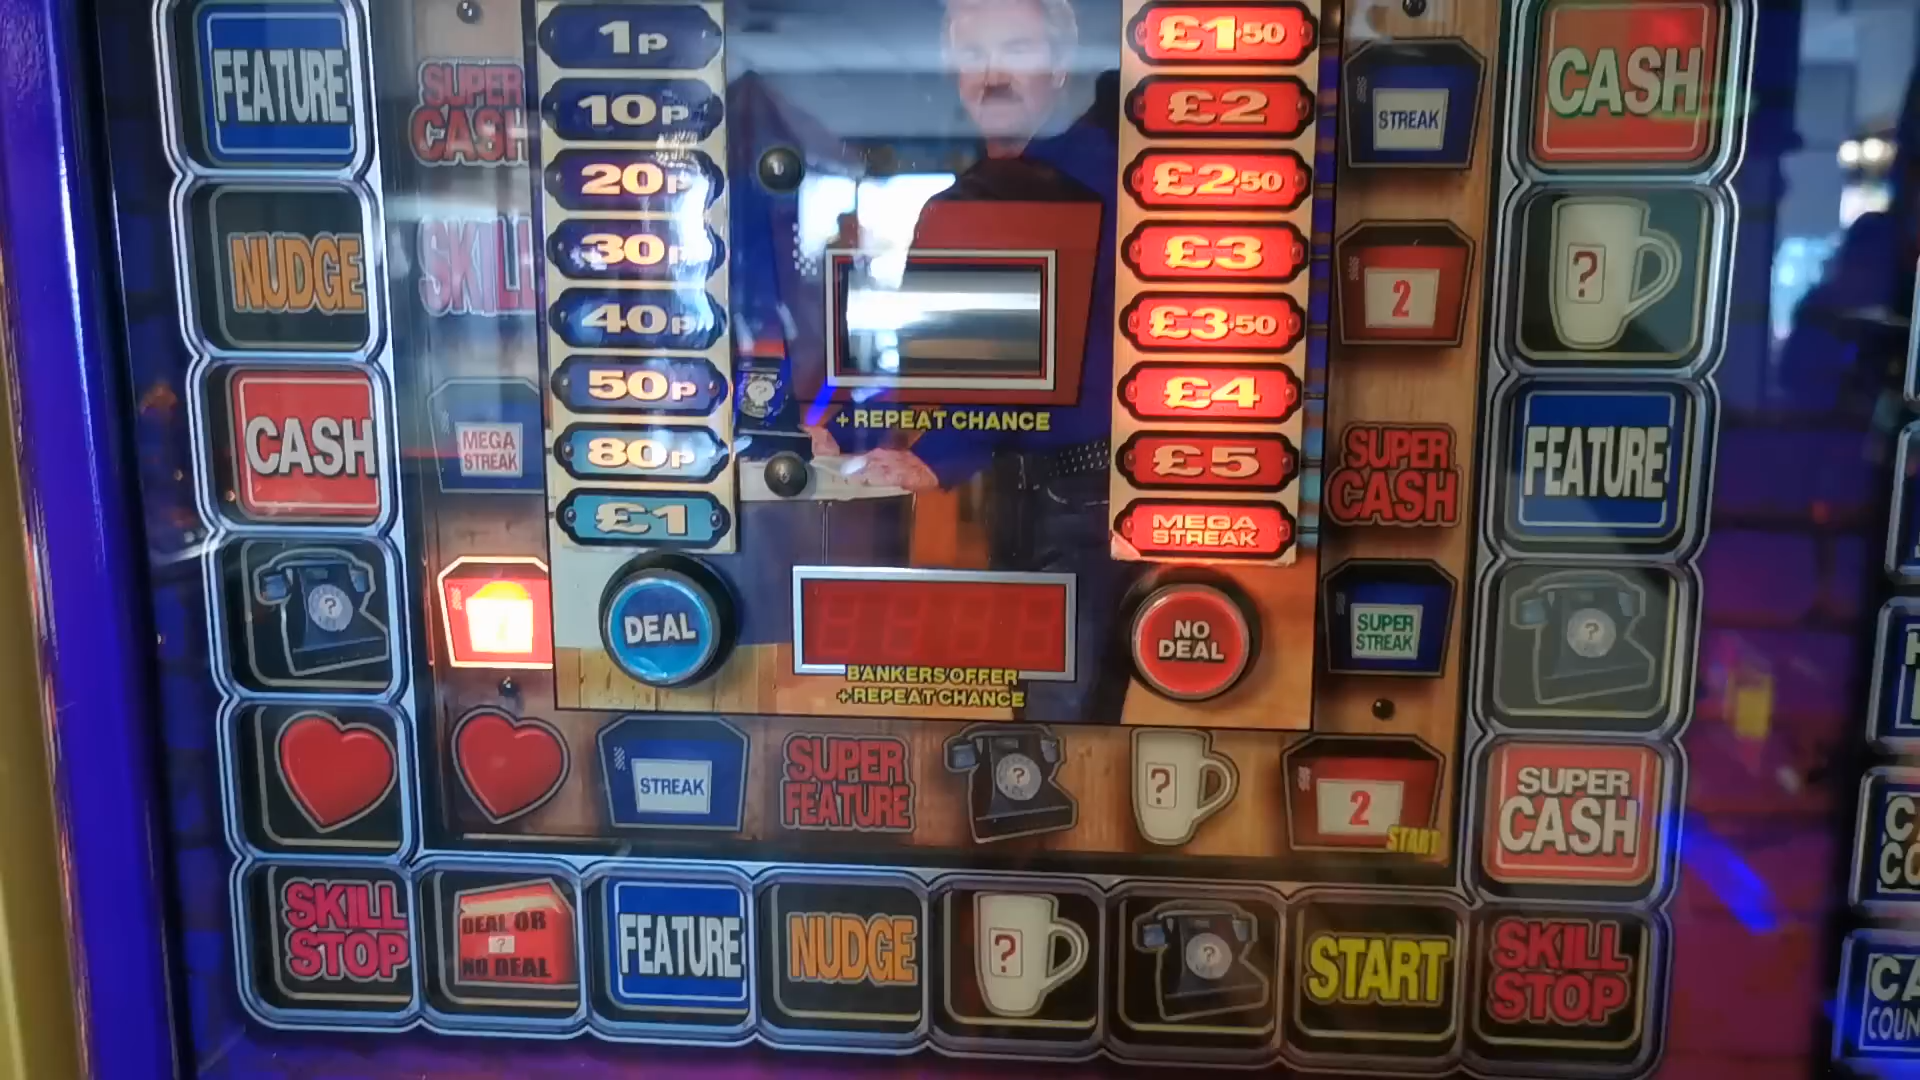 FEATURE
NUDGE
CASH
?
SKILL
STOP
SUPER
CASH
SKILL
MEGA
STREAK
1P
10P
20P
30P
40P
50P
80P
£1
DEAL
+ REPEAT CHANCE
BANKERS OFFER
+ REPEAT CHANCE
£1.50
£2
£2.50
£3
£3.50
£4
£5
MEGA
STREAK
NO
DEAL
STREAK
2
SUPER
CASH
SUPER
STREAK
CASH
?
FEATURE
?
SUPER
CASH
STREAK
SUPER
FEATURE
?
?
2
START
DEAL OR
?
NO DEAL
FEATURE
NUDGE
?
?
START
SKILL
STOP